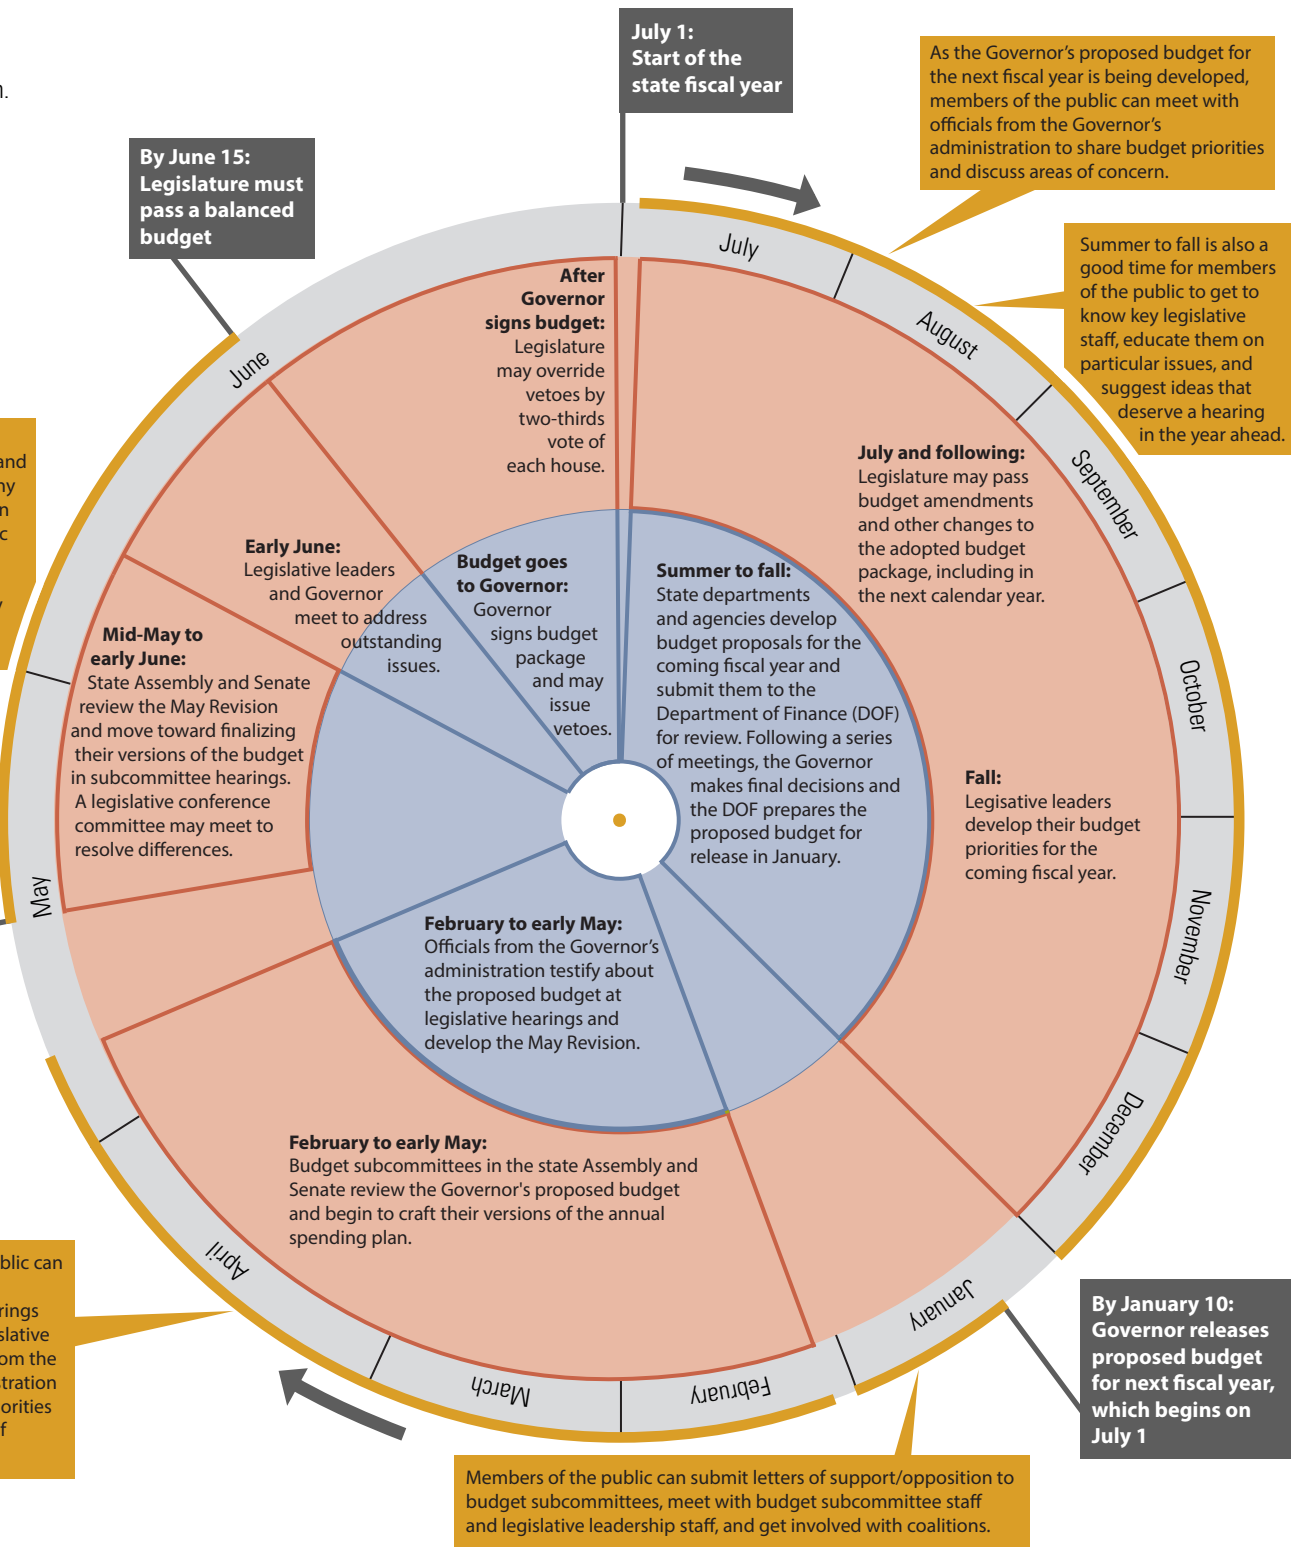 July 1:
Start of the
state fiscal year
As the Governor's proposed budget for
the next fiscal year is being developed,
members of the public can meet with
officials from the Governor's
administration to share budget priorities
and discuss areas of concern.
By June 15:
Legislature must
pass a balanced
budget
Summer to fall is also a
good time for members
of the public to get to
know key legislative
staff, educate them on
particular issues, and
suggest ideas that
deserve a hearing
in the year ahead.
July
August
September
October
November
December
January
February
March
April
May
June
After
Governor
signs budget:
Legislature
may override
vetoes by
two-thirds
vote of
each house.
July and following:
Legislature may pass
budget amendments
and other changes to
the adopted budget
package, including in
the next calendar year.
Early June:
Legislative leaders
and Governor
meet to address
outstanding
issues.
Budget goes
to Governor:
Governor
signs budget
package
and may
issue
vetoes.
Summer to fall:
State departments
and agencies develop
budget proposals for the
coming fiscal year and
submit them to the
Department of Finance (DOF)
for review. Following a series
of meetings, the Governor
makes final decisions and
the DOF prepares the
proposed budget for
release in January.
Mid-May to
early June:
State Assembly and Senate
review the May Revision
and move toward finalizing
their versions of the budget
in subcommittee hearings.
A legislative conference
committee may meet to
resolve differences.
Fall:
Legisative leaders
develop their budget
priorities for the
coming fiscal year.
February to early May:
Officials from the Governor's
administration testify about
the proposed budget at
legislative hearings and
develop the May Revision.
February to early May:
Budget subcommittees in the state Assembly and
Senate review the Governor's proposed budget
and begin to craft their versions of the annual
spending plan.
and
can
By January 10:
Governor releases
proposed budget
for next fiscal year,
which begins on
July 1
Members of the public can submit letters of support/opposition to
budget subcommittees, meet with budget subcommittee staff
and legislative leadership staff, and get involved with coalitions.